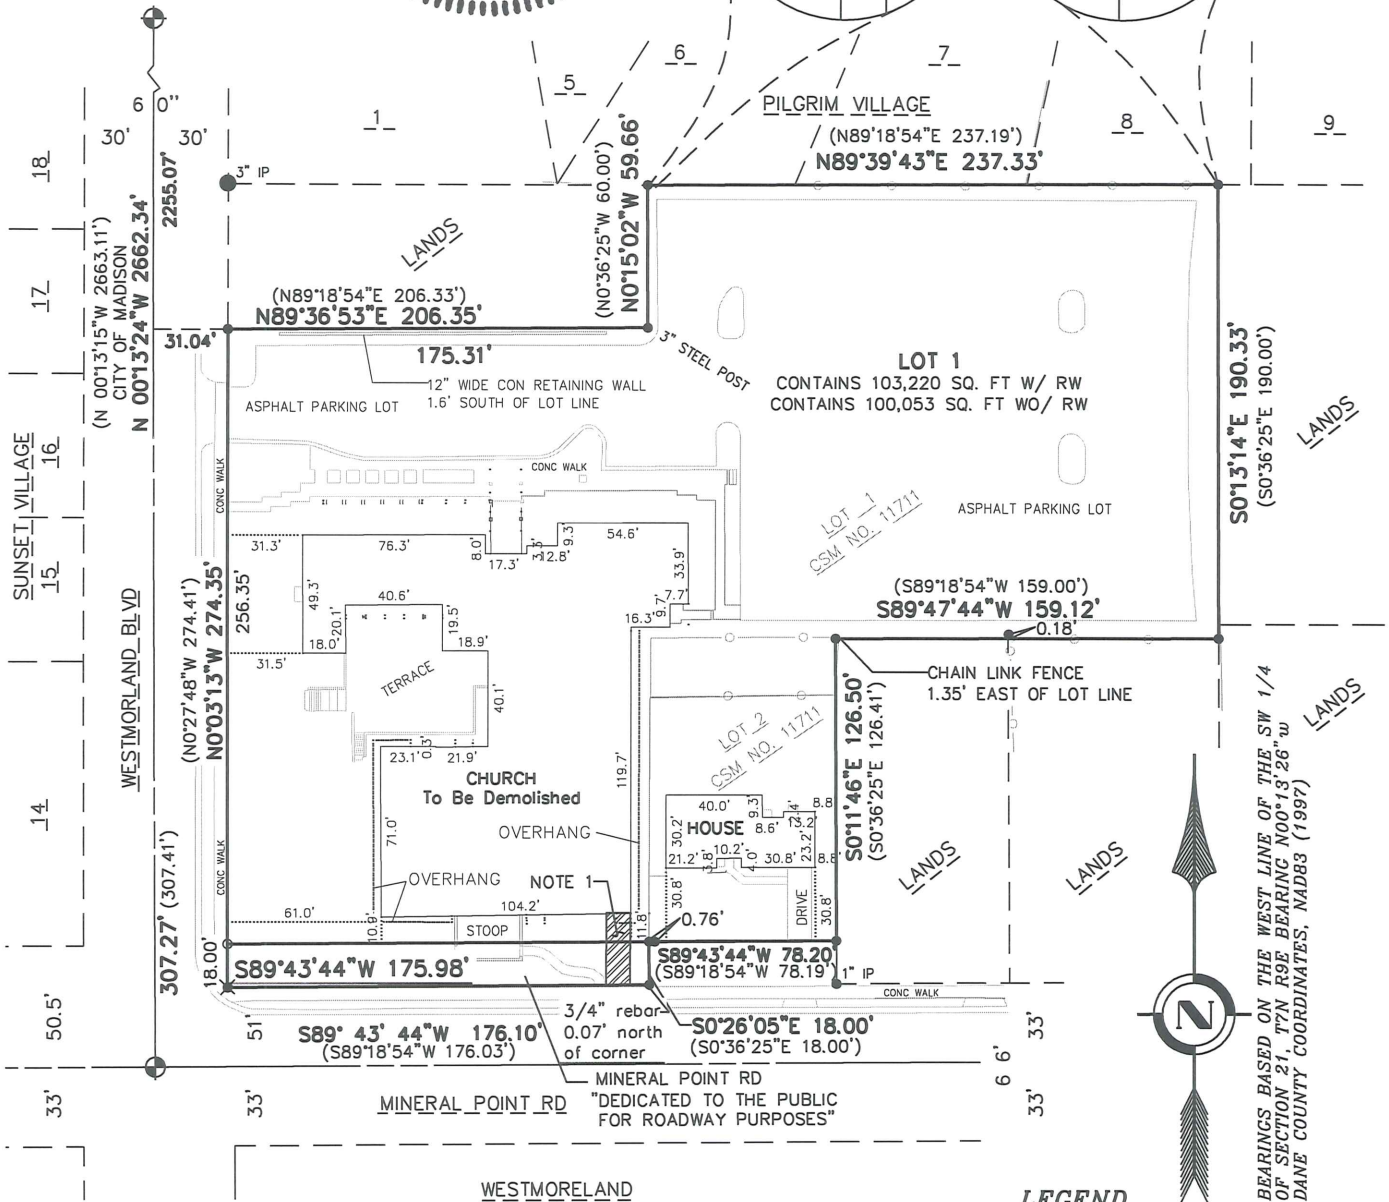 6
7
5
1
8
9
PILGRIM VILLAGE
(N89°18'54"E 237.19')
N89°39'43"E 237.33'
6 0"
30'
30'
3" IP
18
17
16
15
14
SUNSET VILLAGE
2255.07'
(N 00°13'15"W 2663.11')
CITY OF MADISON
N 00°13'24"W 2662.34'
(N0°36'25"W 60.00')
N0°15'02"W 59.66'
LANDS
(N89°18'54"E 206.33')
N89°36'53"E 206.35'
31.04'
175.31'
3" STEEL POST
12" WIDE CON RETAINING WALL
1.6' SOUTH OF LOT LINE
ASPHALT PARKING LOT
LOT 1
CONTAINS 103,220 SQ. FT W/ RW
CONTAINS 100,053 SQ. FT WO/ RW
S0°13'14"E 190.33'
(S0°36'25"E 190.00')
LANDS
CONC WALK
CONC WALK
LOT 1
CSM NO. 11711
ASPHALT PARKING LOT
31.3'
76.3'
8.0'
17.3'
3.3'
12.8'
9.3'
54.6'
33.9'
7.7'
9.7'
16.3'
49.3'
20.1'
40.6'
19.5'
18.0'
18.9'
31.5'
256.35'
(N0°27'48"W 274.41')
N0°03'13"W 274.35'
WESTMORLAND BLVD
TERRACE
40.1'
23.1'
0.3'
21.9'
CHURCH
To Be Demolished
71.0'
119.7'
OVERHANG
OVERHANG
NOTE 1
CONC WALK
(S89°18'54"W 159.00')
S89°47'44"W 159.12'
0.18'
CHAIN LINK FENCE
1.35' EAST OF LOT LINE
LOT 2
CSM NO. 11711
S0°11'46"E 126.50'
(S0°36'25"E 126.41')
40.0'
9.3'
8.6'
13.2'
8.8
HOUSE
30.2'
23.2'
21.2'
3.8'
10.2'
4.0'
30.8'
8.8'
30.8'
DRIVE
30.8'
LANDS
LANDS
LANDS
61.0'
10.9'
104.2'
STOOP
11.8'
0.76'
307.27' (307.41')
18.00'
S89°43'44"W 175.98'
S89°43'44"W 78.20'
(S89°18'54"W 78.19')
1" IP
CONC WALK
50.5'
51'
S89° 43' 44"W 176.10'
(S89°18'54"W 176.03')
3/4" rebar
0.07' north
of corner
S0°26'05"E 18.00'
(S0°36'25"E 18.00')
33'
6 6'
33'
33'
33'
MINERAL POINT RD
MINERAL POINT RD
"DEDICATED TO THE PUBLIC
FOR ROADWAY PURPOSES"
WESTMORELAND
N
BEARINGS BASED ON THE WEST LINE OF THE SW 1/4
OF SECTION 21, T7N R9E BEARING N00°13'26"w
DANE COUNTY COORDINATES, NAD83 (1997)
LEGEND